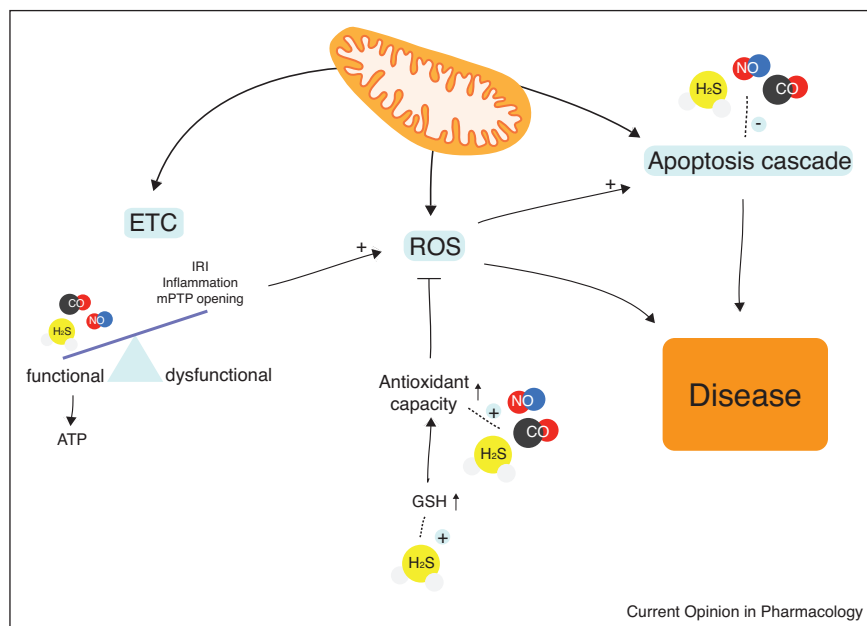 NO
H2S
CO
-
Apoptosis cascade
+
ETC
ROS
+
IRI
Inflammation
mPTP opening
CO
NO
H2S
functional
dysfunctional
ATP
Disease
Antioxidant
capacity
NO
+
CO
H2S
GSH
+
H2S
Current Opinion in Pharmacology